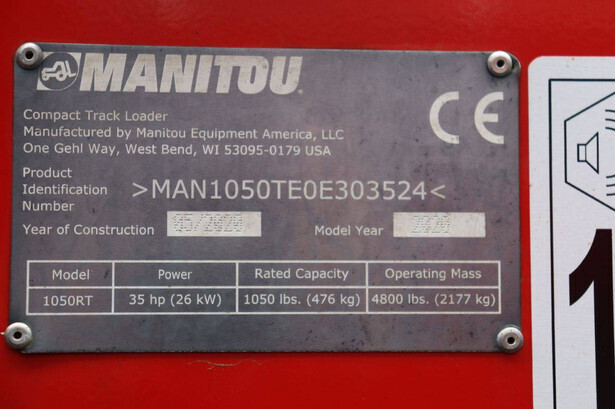 MANITOU
CE
Compact Track Loader
Manufactured by Manitou Equipment America, LLC
One Gehl Way, West Bend, WI 53095-0179 USA
Product
Identification
Number
>MAN1050TE0E303524<
Year of Construction
Model Year
Model Power Rated Capacity Operating Mass
1050RT 35 hp (26 kW) 1050 lbs. (476 kg) 4800 lbs. (2177 kg)
1